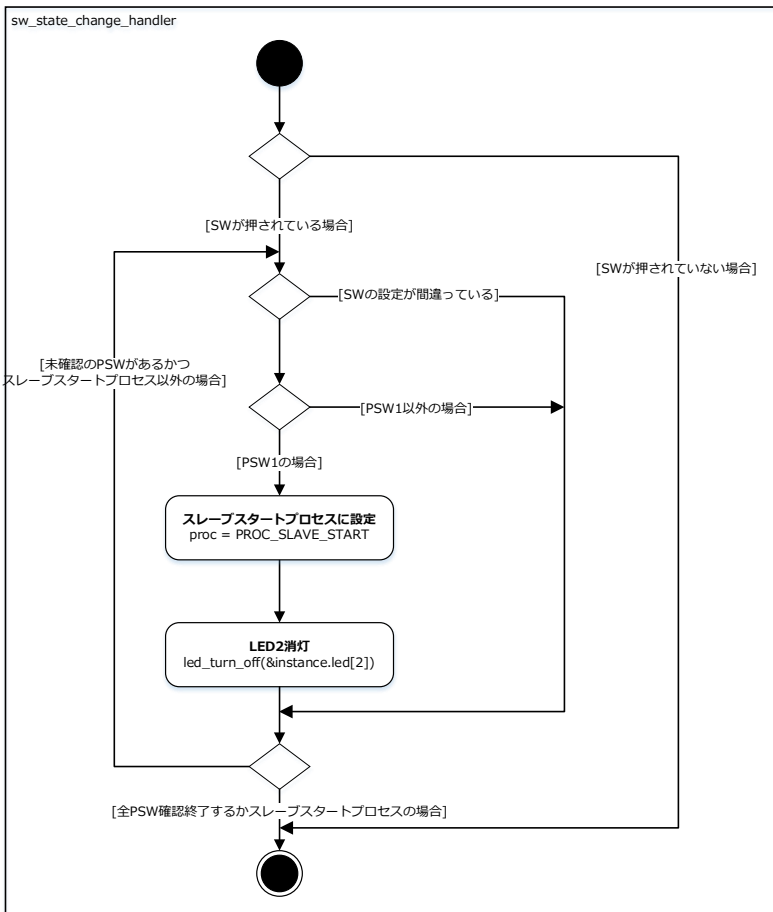 sw_state_change_handler
[SWが押されている場合]
[SWが押されていない場合]
[SWの設定が間違っている]
[未確認のPSWがあるかつ
スレーブスタートプロセス以外の場合]
[PSW1以外の場合]
[PSW1の場合]
スレーブスタートプロセスに設定
proc = PROC_SLAVE_START
LED2消灯
led_turn_off(&instance.led[2])
[全PSW確認終了するかスレーブスタートプロセスの場合]